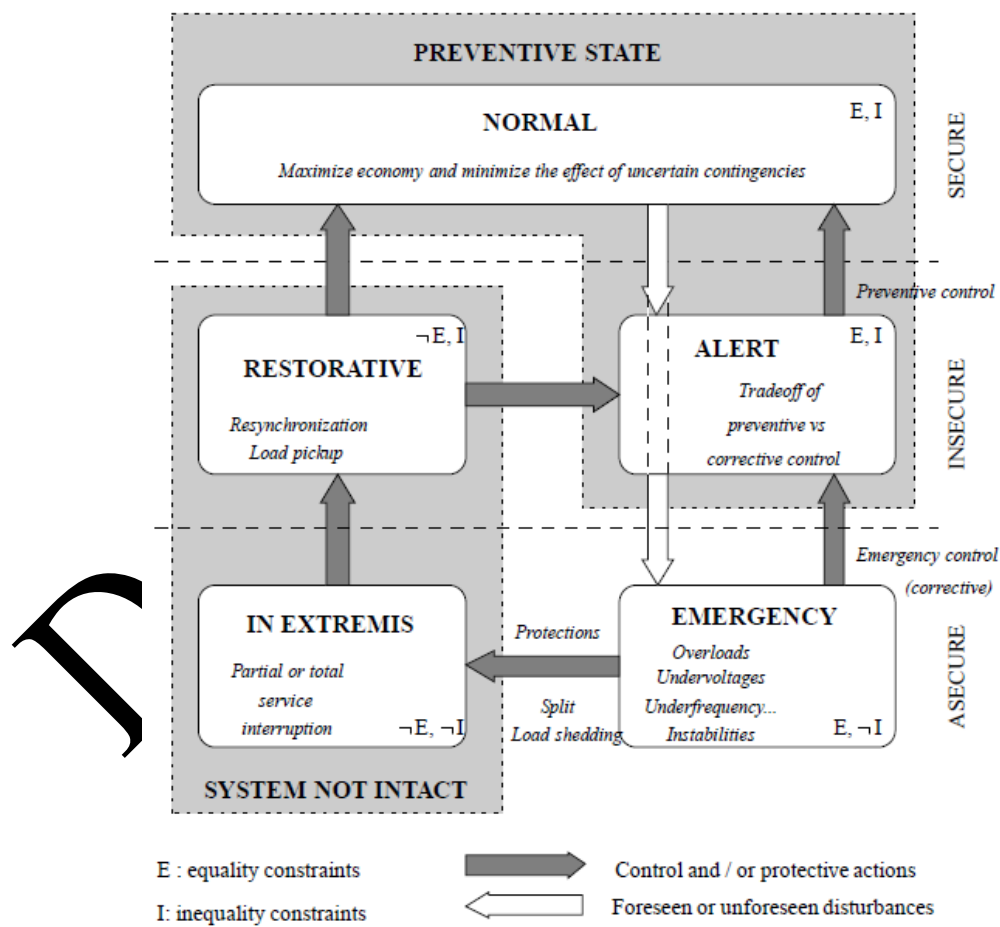 PREVENTIVE STATE
NORMAL
E, I
Maximize economy and minimize the effect of uncertain contingencies
SECURE
Preventive control
RESTORATIVE
¬E, I
Resynchronization
Load pickup
ALERT
E, I
Tradeoff of
preventive vs
corrective control
INSECURE
Emergency control
(corrective)
IN EXTREMIS
Partial or total
service
interruption
¬E, ¬I
Protections
Split
Load shedding
EMERGENCY
Overloads
Undervoltages
Underfrequency...
Instabilities
E, ¬I
ASECURE
SYSTEM NOT INTACT
E : equality constraints
Control and / or protective actions
I: inequality constraints
Foreseen or unforeseen disturbances